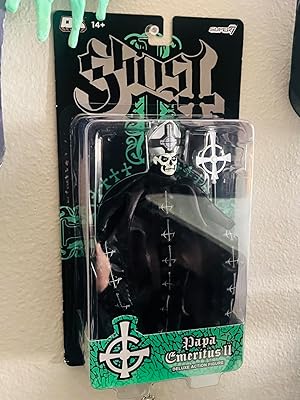 14+
SUPER7
Ghost
Papa
Emeritus II
DELUXE ACTION FIGURE